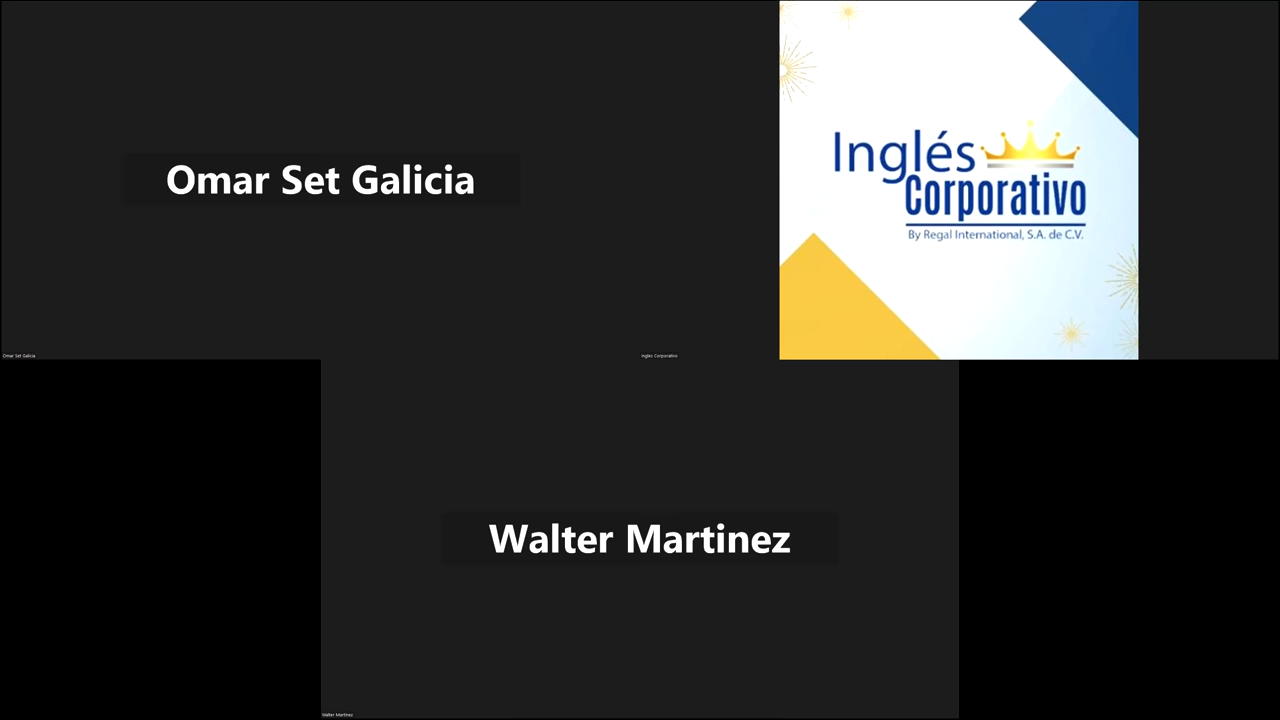 Omar Set Galicia
Inglés
Corporativo
By Regal International, S.A. de C.V.
Omar Set Galicia
Inglés Corporativo
Walter Martinez
Walter Martinez